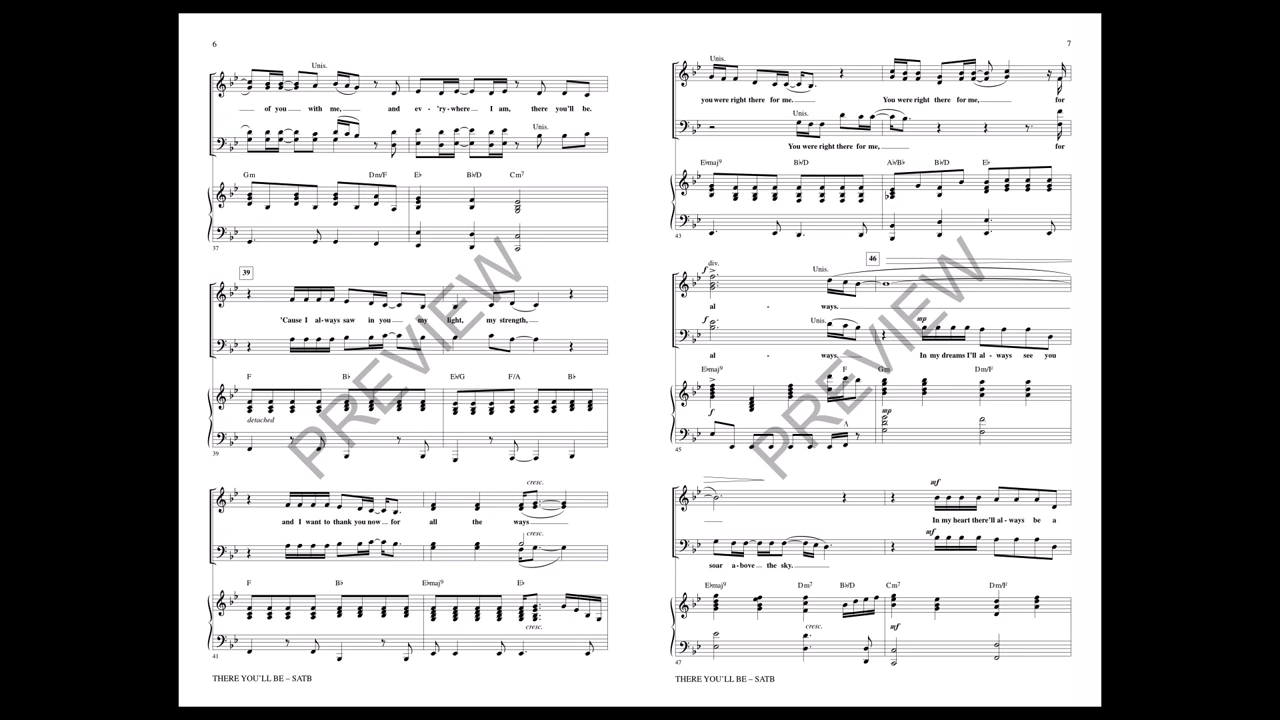 6
Unis.
of you with me, and ev - 'ry-where I am, there you'll be.
Unis.
Gm Dm/F E♭ B♭/D Cm7
37
39
'Cause I al-ways saw in you my light, my strength,
F B♭ E♭/G F/A B♭
detached
39
cresc.
and I want to thank you now for all the ways
cresc.
F B♭ E♭maj9 E♭
cresc.
41
THERE YOU'LL BE – SATB
7
Unis.
you were right there for me. You were right there for me, for
Unis.
You were right there for me, for
E♭maj9 B♭/D A♭/B♭ B♭/D E♭
43
div.
f
Unis.
46
al - ways.
f
Unis.
mp
al - ways. In my dreams I'll al - ways see you
E♭maj9 F Gm Dm/F
f
mp
45
mf
In my heart there'll al - ways be a
mf
soar a-bove the sky.
E♭maj9 Dm7 B♭/D Cm7 Dm/F
cresc.
mf
47
THERE YOU'LL BE – SATB
PREVIEW
PREVIEW